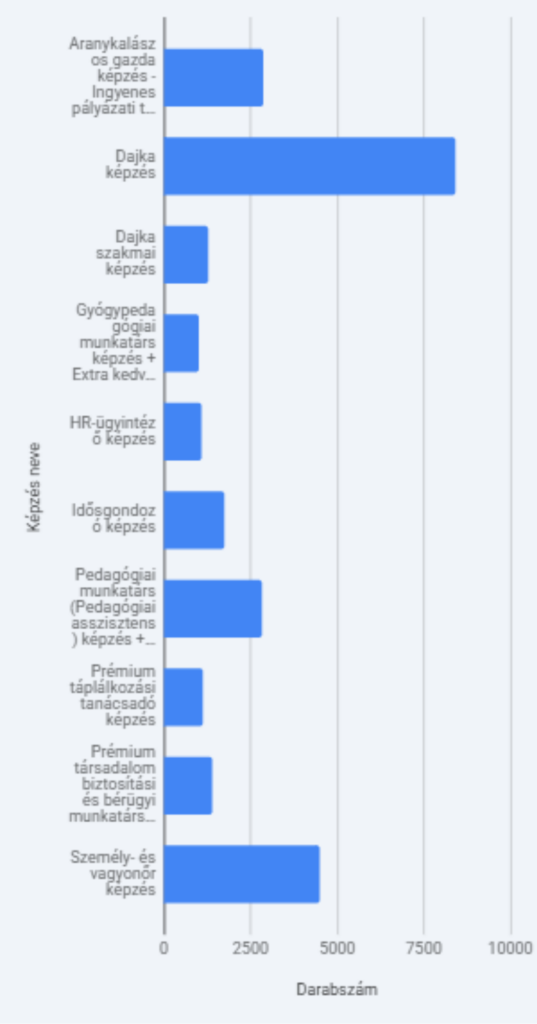 Aranykalász
os gazda
képzés -
Ingyenes
pályázati t...
Dajka
képzés
Dajka
szakmai
képzés
Gyógypeda
gógiai
munkatárs
képzés +
Extra kedv...
HR-ügyintéz
ő képzés
Idősgondoz
ó képzés
Pedagógiai
munkatárs
(Pedagógiai
asszisztens
) képzés +...
Prémium
táplálkozási
tanácsadó
képzés
Prémium
társadalom
biztosítási
és bérügyi
munkatárs...
Személy- és
vagyonőr
képzés
Képzés neve
0 2500 5000 7500 10000
Darabszám